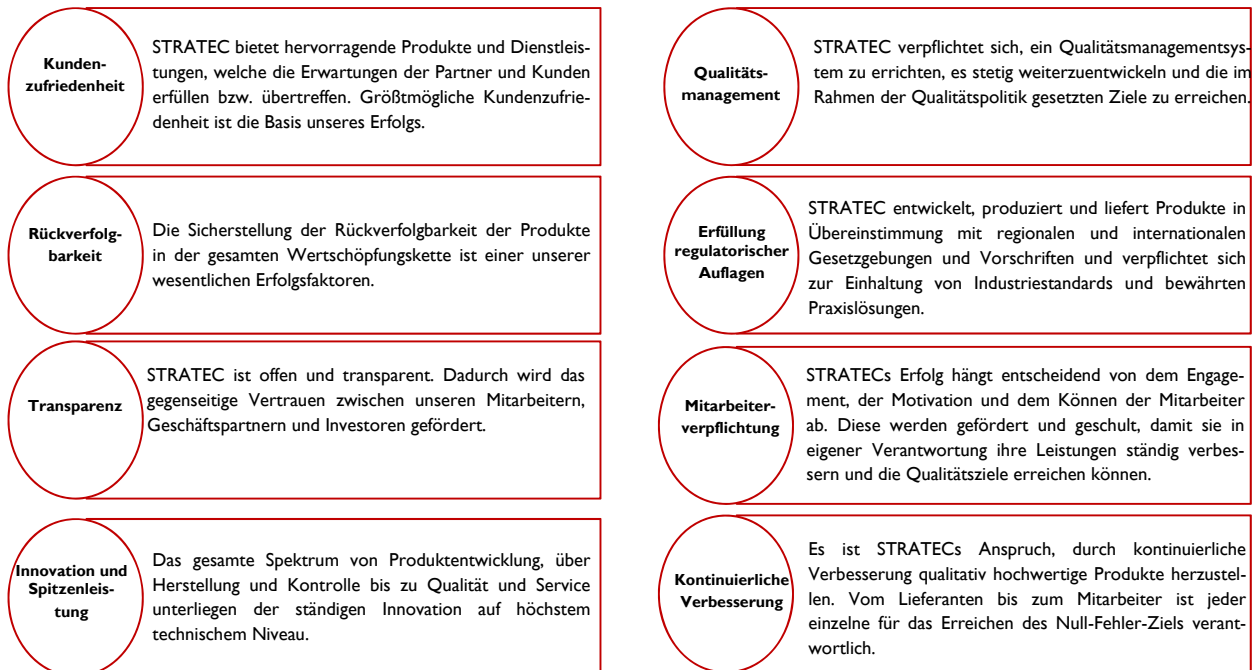 Kunden-
zufriedenheit
STRATEC bietet hervorragende Produkte und Dienstleis-
tungen, welche die Erwartungen der Partner und Kunden
erfüllen bzw. übertreffen. Größtmögliche Kundenzufrie-
denheit ist die Basis unseres Erfolgs.
Qualitäts-
management
STRATEC verpflichtet sich, ein Qualitätsmanagementsys-
tem zu errichten, es stetig weiterzuentwickeln und die im
Rahmen der Qualitätspolitik gesetzten Ziele zu erreichen.
Rückverfolg-
barkeit
Die Sicherstellung der Rückverfolgbarkeit der Produkte
in der gesamten Wertschöpfungskette ist einer unserer
wesentlichen Erfolgsfaktoren.
Erfüllung
regulatorischer
Auflagen
STRATEC entwickelt, produziert und liefert Produkte in
Übereinstimmung mit regionalen und internationalen
Gesetzgebungen und Vorschriften und verpflichtet sich
zur Einhaltung von Industriestandards und bewährten
Praxislösungen.
Transparenz
STRATEC ist offen und transparent. Dadurch wird das
gegenseitige Vertrauen zwischen unseren Mitarbeitern,
Geschäftspartnern und Investoren gefördert.
Mitarbeiter-
verpflichtung
STRATECs Erfolg hängt entscheidend von dem Engage-
ment, der Motivation und dem Können der Mitarbeiter
ab. Diese werden gefördert und geschult, damit sie in
eigener Verantwortung ihre Leistungen ständig verbes-
sern und die Qualitätsziele erreichen können.
Innovation und
Spitzenleis-
tung
Das gesamte Spektrum von Produktentwicklung, über
Herstellung und Kontrolle bis zu Qualität und Service
unterliegen der ständigen Innovation auf höchstem
technischem Niveau.
Kontinuierliche
Verbesserung
Es ist STRATECs Anspruch, durch kontinuierliche
Verbesserung qualitativ hochwertige Produkte herzustel-
len. Vom Lieferanten bis zum Mitarbeiter ist jeder
einzelne für das Erreichen des Null-Fehler-Ziels verant-
wortlich.